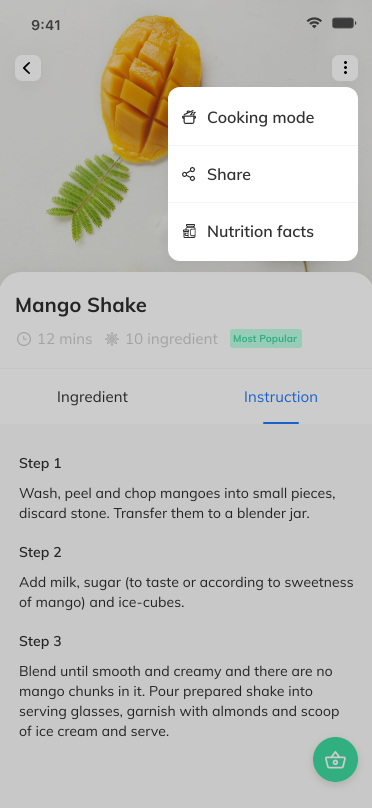 9:41
Cooking mode
Share
Nutrition facts
Mango Shake
12 mins 10 ingredient Most Popular
Ingredient Instruction
Step 1
Wash, peel and chop mangoes into small pieces,
discard stone. Transfer them to a blender jar.
Step 2
Add milk, sugar (to taste or according to sweetness
of mango) and ice-cubes.
Step 3
Blend until smooth and creamy and there are no
mango chunks in it. Pour prepared shake into
serving glasses, garnish with almonds and scoop
of ice cream and serve.